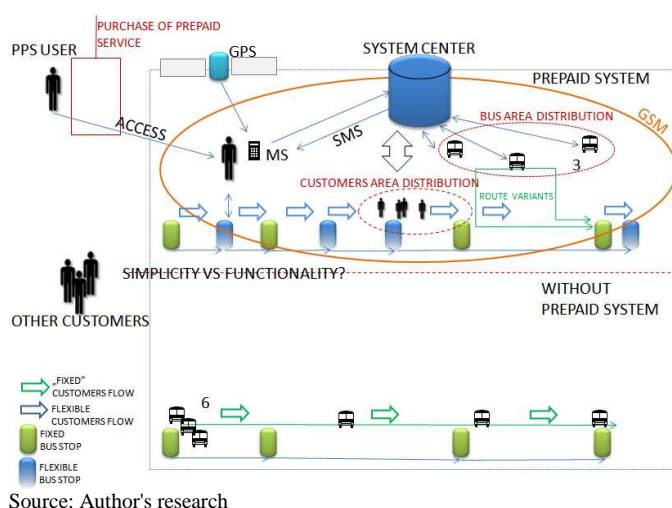 PURCHASE OF PREPAID
SERVICE
PPS USER
GPS
SYSTEM CENTER
PREPAID SYSTEM
ACCESS
MS
SMS
BUS AREA DISTRIBUTION
GSM
3
CUSTOMERS AREA DISTRIBUTION
ROUTE VARIANTS
SIMPLICITY VS FUNCTIONALITY?
WITHOUT
PREPAID SYSTEM
OTHER CUSTOMERS
„FIXED"
CUSTOMERS FLOW
FLEXIBLE
CUSTOMERS FLOW
FIXED
BUS STOP
FLEXIBLE
BUS STOP
6
Source: Author's research